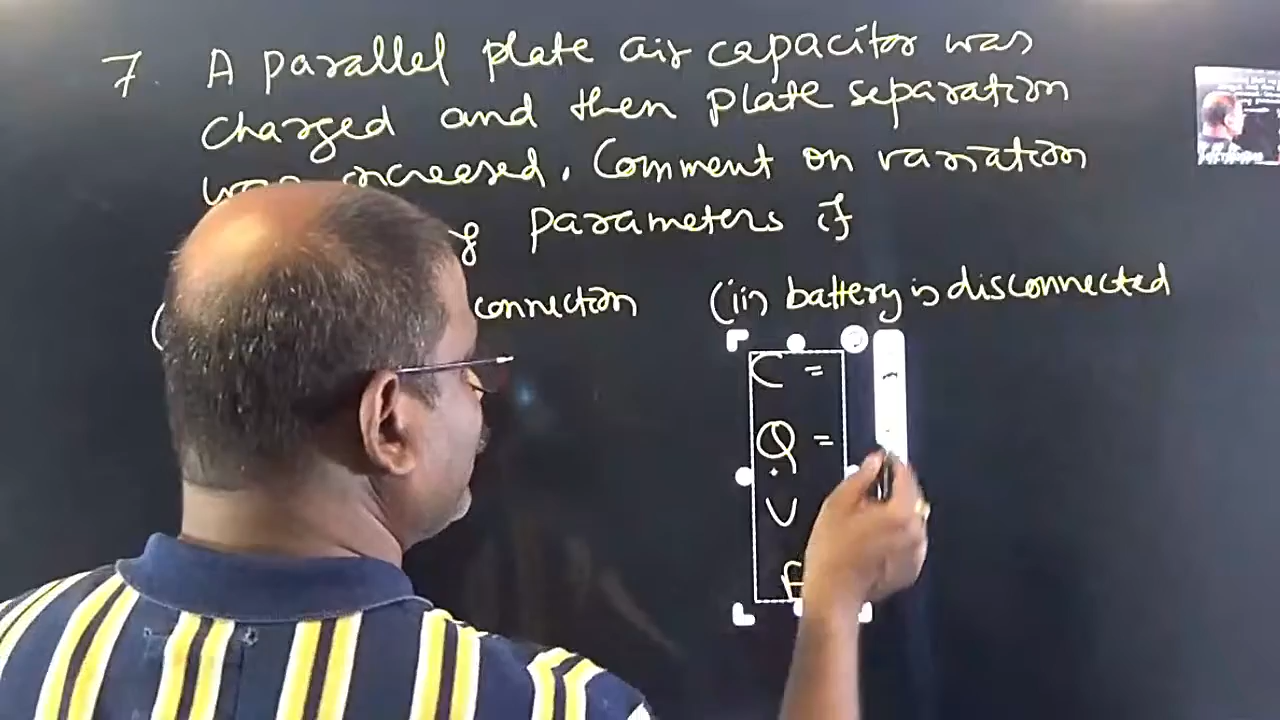 7. A parallel plate air capacitor was
charged and then plate separation
was increased. Comment on variation
parameters if
connection (ii) battery is disconnected
C =
Q =
V
E